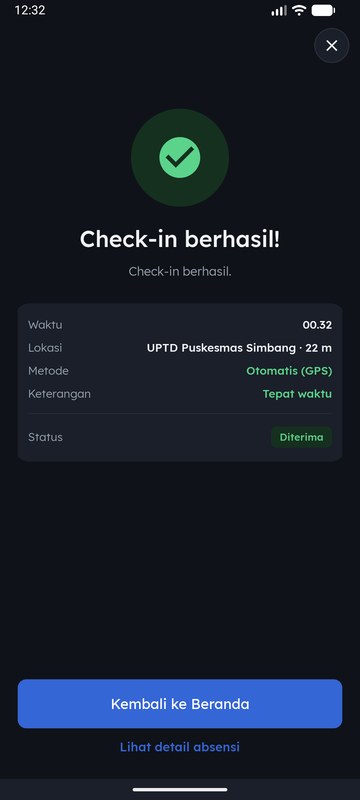 12:32
Check-in berhasil!
Check-in berhasil.
Waktu 00.32
Lokasi UPTD Puskesmas Simbang · 22 m
Metode Otomatis (GPS)
Keterangan Tepat waktu
Status Diterima
Kembali ke Beranda
Lihat detail absensi